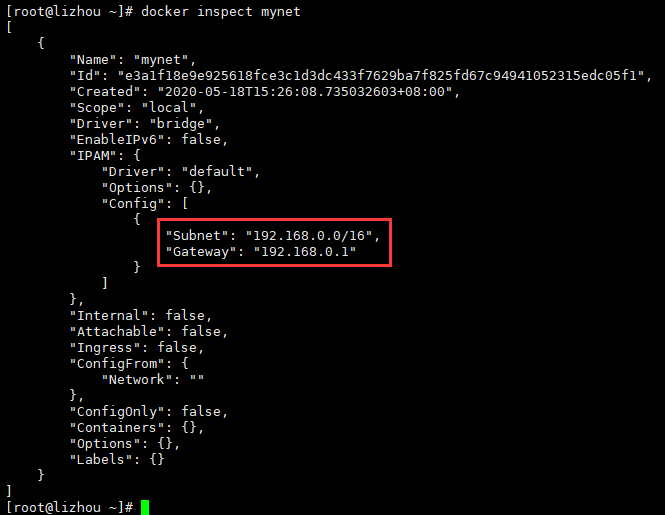 [root@lizhou ~]# docker inspect mynet
[
    {
        "Name": "mynet",
        "Id": "e3a1f18e9e925618fce3c1d3dc433f7629ba7f825fd67c94941052315edc05f1",
        "Created": "2020-05-18T15:26:08.735032603+08:00",
        "Scope": "local",
        "Driver": "bridge",
        "EnableIPv6": false,
        "IPAM": {
            "Driver": "default",
            "Options": {},
            "Config": [
                {
                    "Subnet": "192.168.0.0/16",
                    "Gateway": "192.168.0.1"
                }
            ]
        },
        "Internal": false,
        "Attachable": false,
        "Ingress": false,
        "ConfigFrom": {
            "Network": ""
        },
        "ConfigOnly": false,
        "Containers": {},
        "Options": {},
        "Labels": {}
    }
]
[root@lizhou ~]#